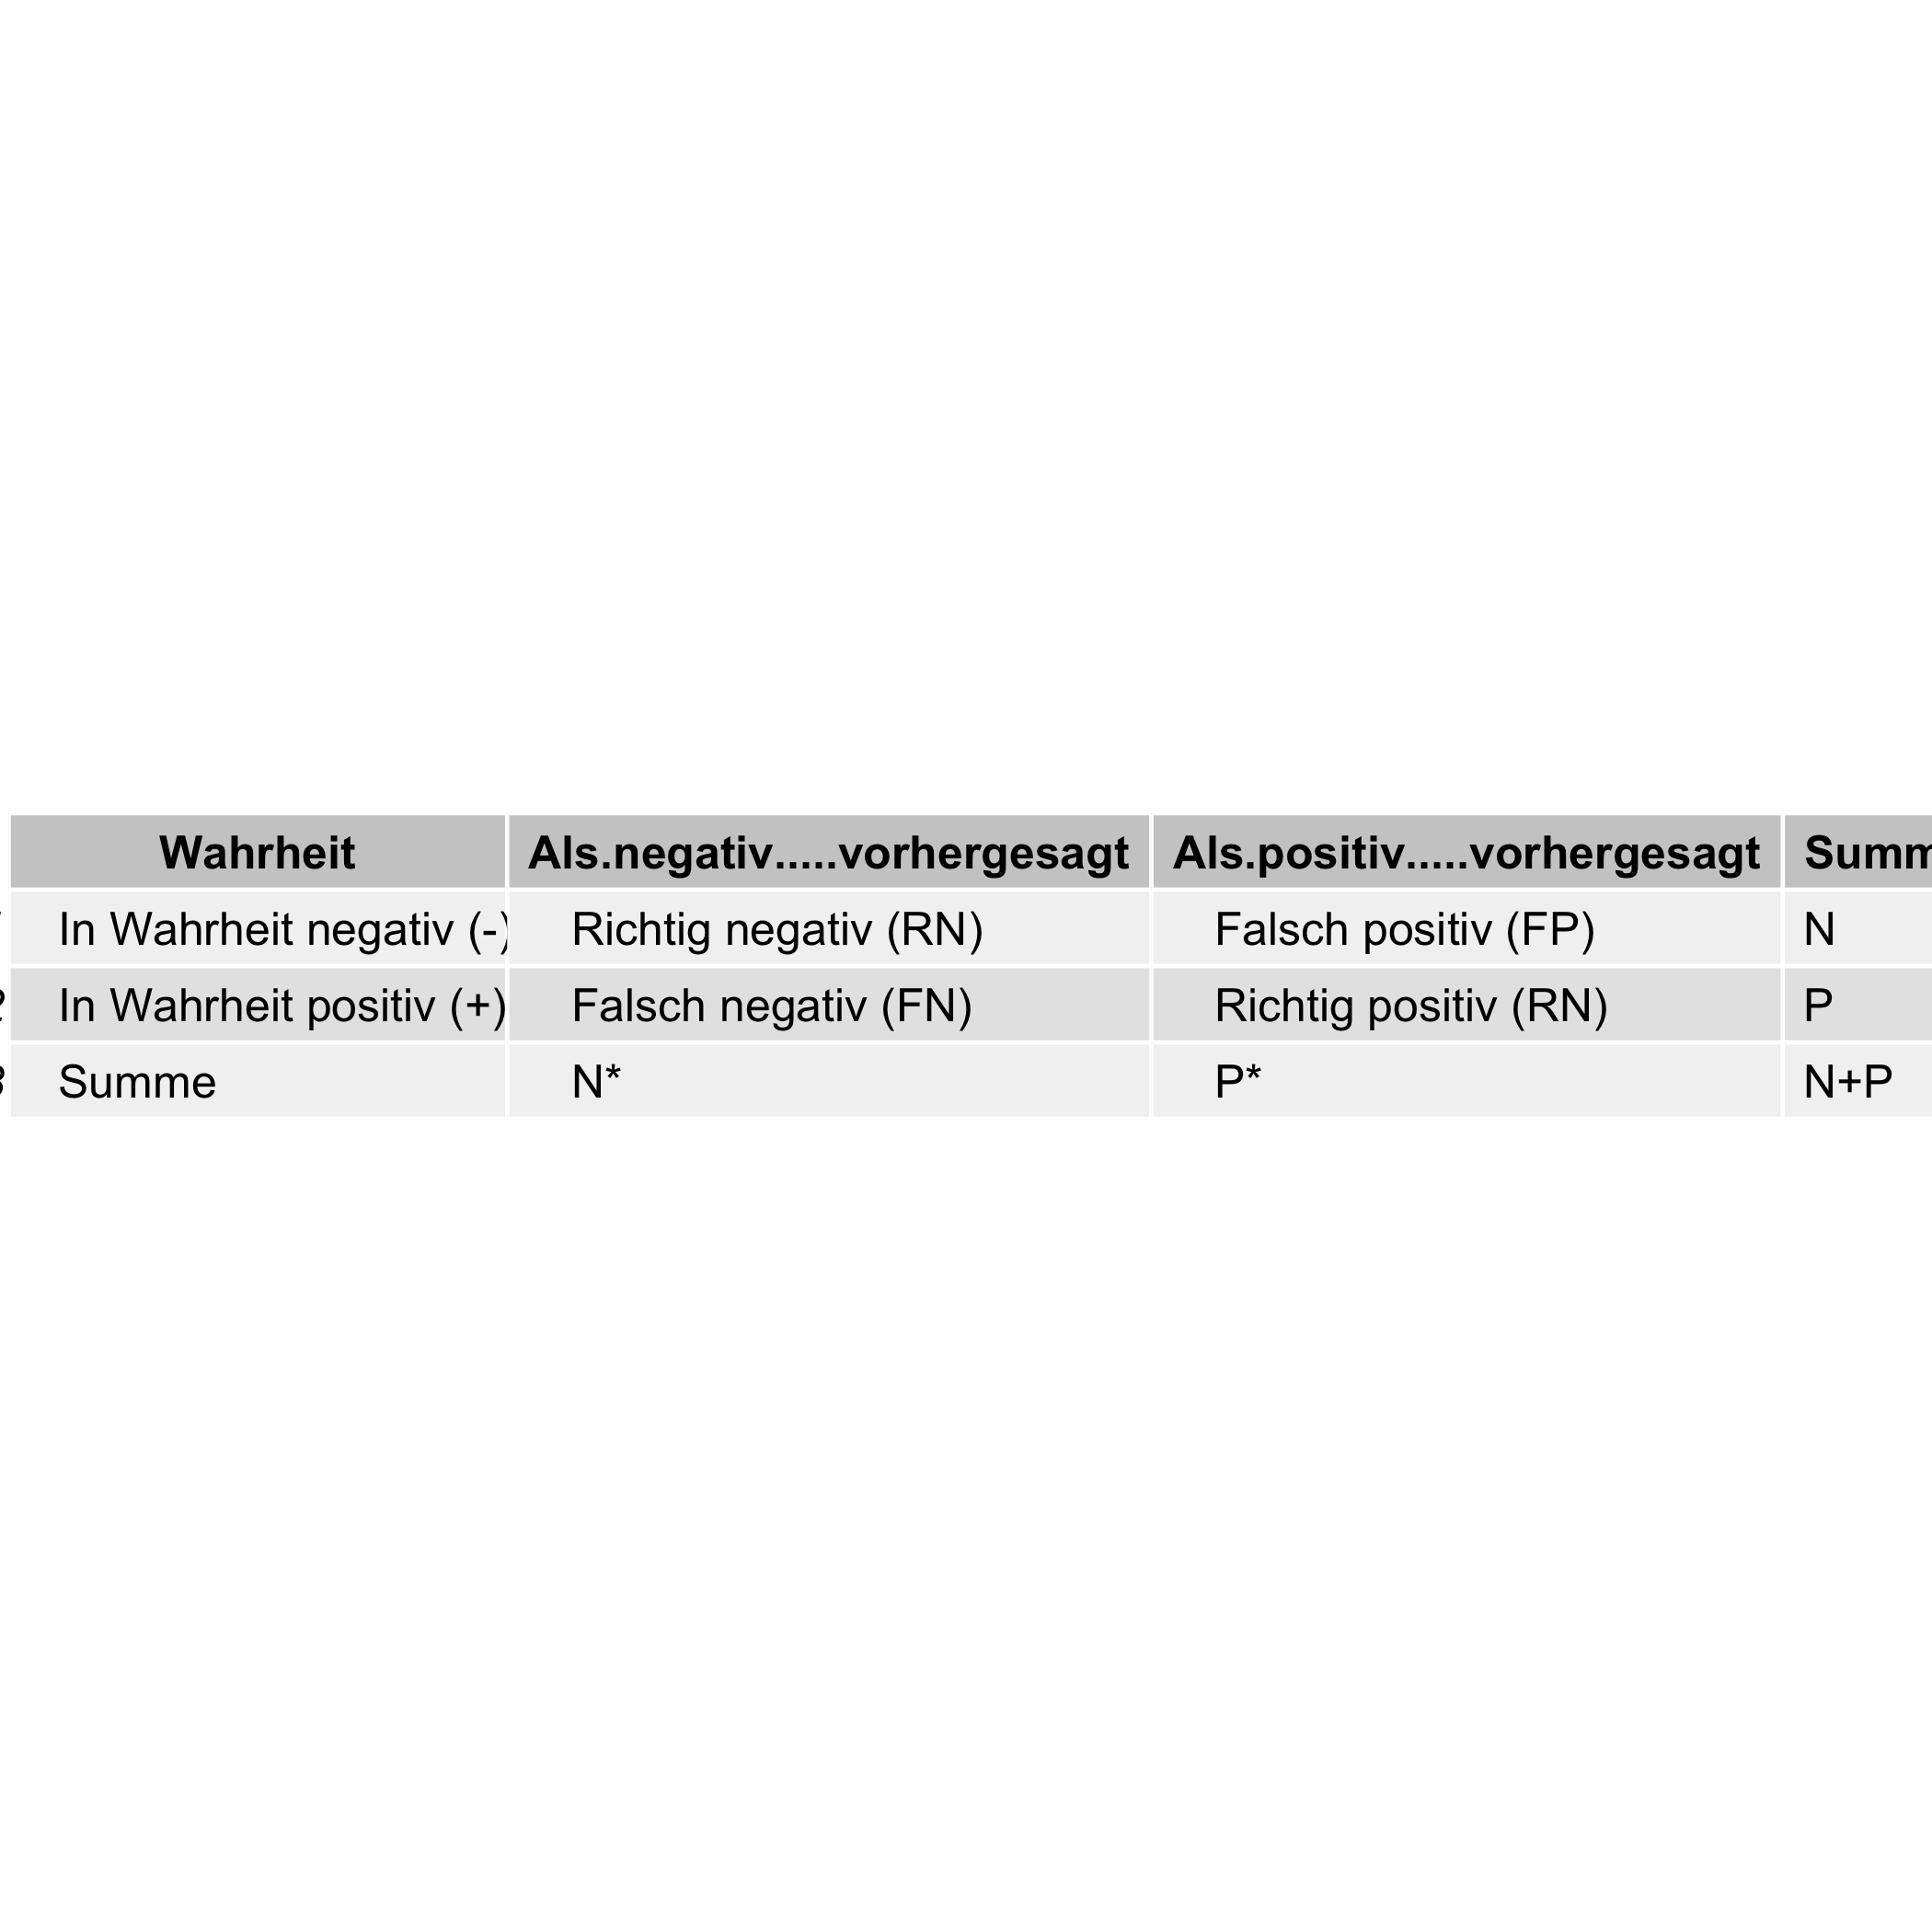 Wahrheit Als.negativ.....vorhergesagt Als.positiv.....vorhergesagt
In Wahrheit negativ (-) Richtig negativ (RN) Falsch positiv (FP) N
In Wahrheit positiv (+) Falsch negativ (FN) Richtig positiv (RN) P
Summe N* P* N+P